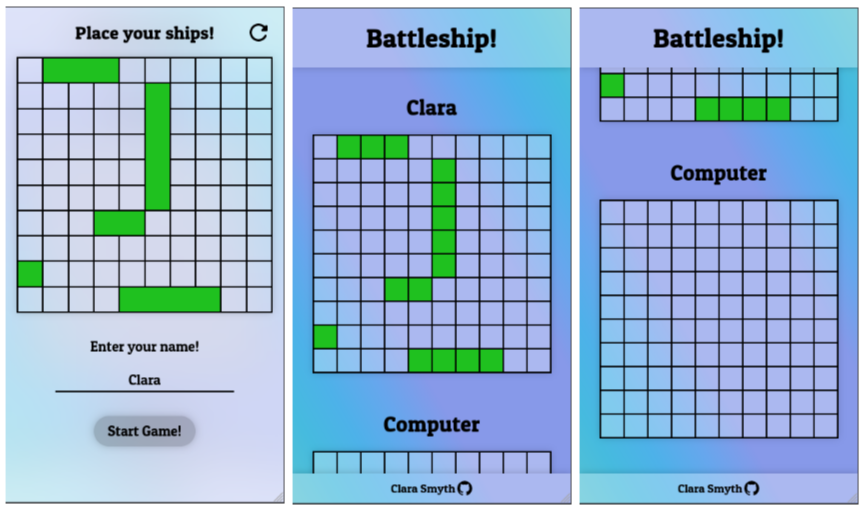 Place your ships!
Enter your name!
Clara
Start Game!
Battleship!
Clara
Computer
Clara Smyth
Battleship!
Computer
Clara Smyth